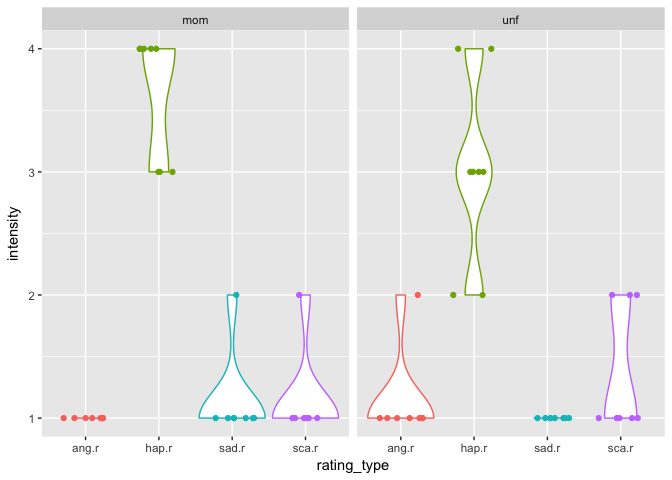 mom unf
intensity
4
3
2
1
ang.r hap.r sad.r sca.r ang.r hap.r sad.r sca.r
rating_type